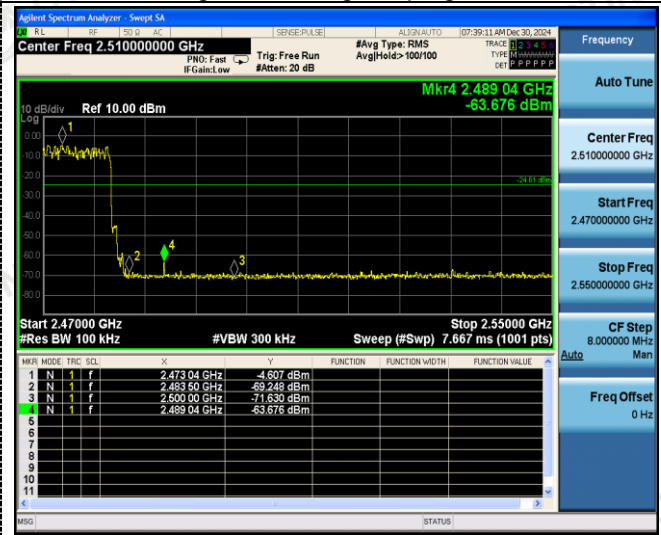 Agilent Spectrum Analyzer - Swept SA
RL RF 50 Ω AC SENSE:PULSE ALIGN AUTO 07:39:11 AM Dec 30, 2024
Center Freq 2.510000000 GHz
PNO: Fast
IFGain:Low
Trig: Free Run
#Atten: 20 dB
#Avg Type: RMS
Avg|Hold:> 100/100
TRACE 1 2 3 4 5 6
TYPE M
DET P P P P P P
Mkr4 2.489 04 GHz
-63.676 dBm
10 dB/div Ref 10.00 dBm
Log
0.00
-10.0
-20.0
-30.0
-40.0
-50.0
-60.0
-70.0
-80.0
1
2
3
4
-24.61 dBm
Start 2.47000 GHz Stop 2.55000 GHz
#Res BW 100 kHz #VBW 300 kHz Sweep (#Swp) 7.667 ms (1001 pts)
MKR MODE TRC SCL X Y FUNCTION FUNCTION WIDTH FUNCTION VALUE
1 N 1 f 2.473 04 GHz -4.607 dBm
2 N 1 f 2.483 50 GHz -69.248 dBm
3 N 1 f 2.500 00 GHz -71.630 dBm
4 N 1 f 2.489 04 GHz -63.676 dBm
5
6
7
8
9
10
11
MSG STATUS
Frequency
Auto Tune
Center Freq
2.510000000 GHz
Start Freq
2.470000000 GHz
Stop Freq
2.550000000 GHz
CF Step
8.000000 MHz
Auto Man
Freq Offset
0 Hz